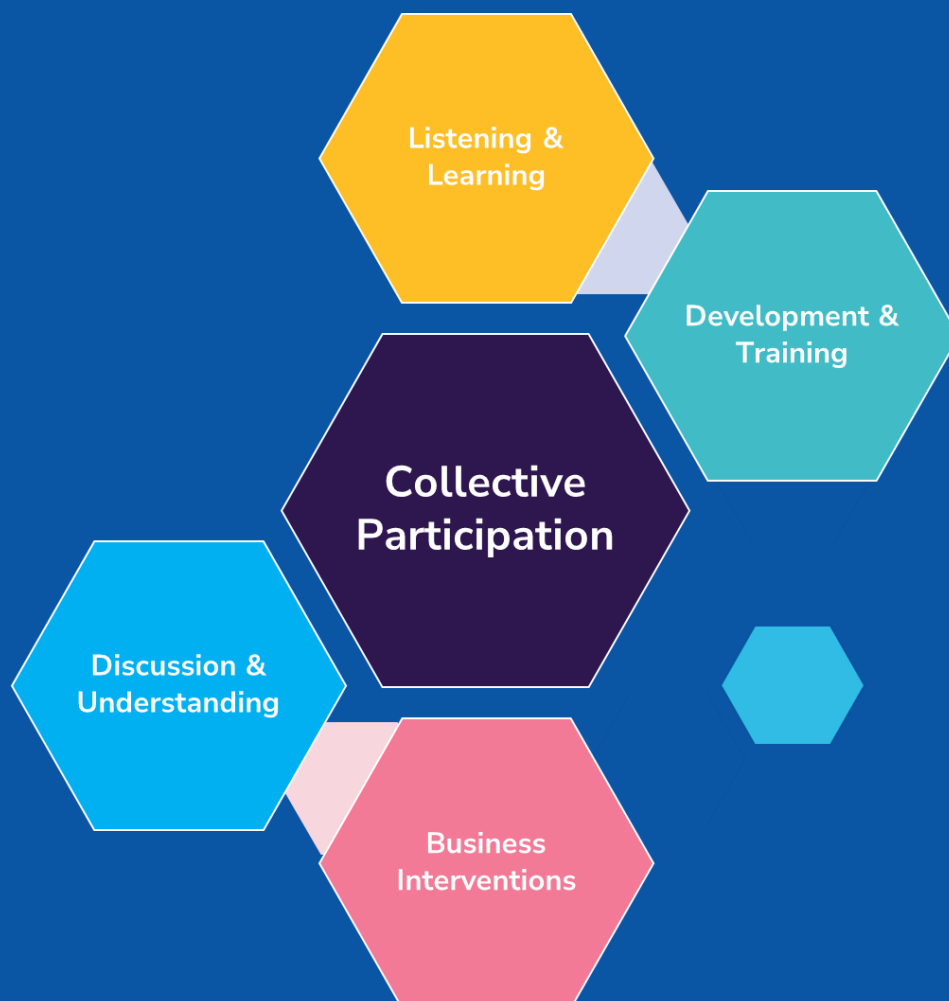 Listening &
Learning
Development &
Training
Collective
Participation
Discussion &
Understanding
Business
Interventions